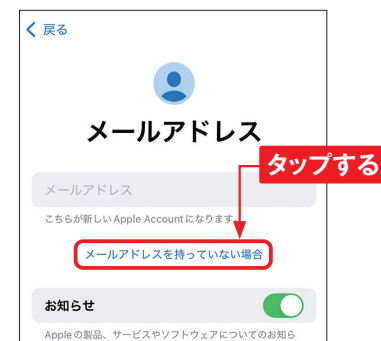 戻る
メールアドレス
タップする
メールアドレス
こちらが新しいApple Accountになります。
メールアドレスを持っていない場合
お知らせ
Appleの製品、サービスやソフトウェアについてのお知ら